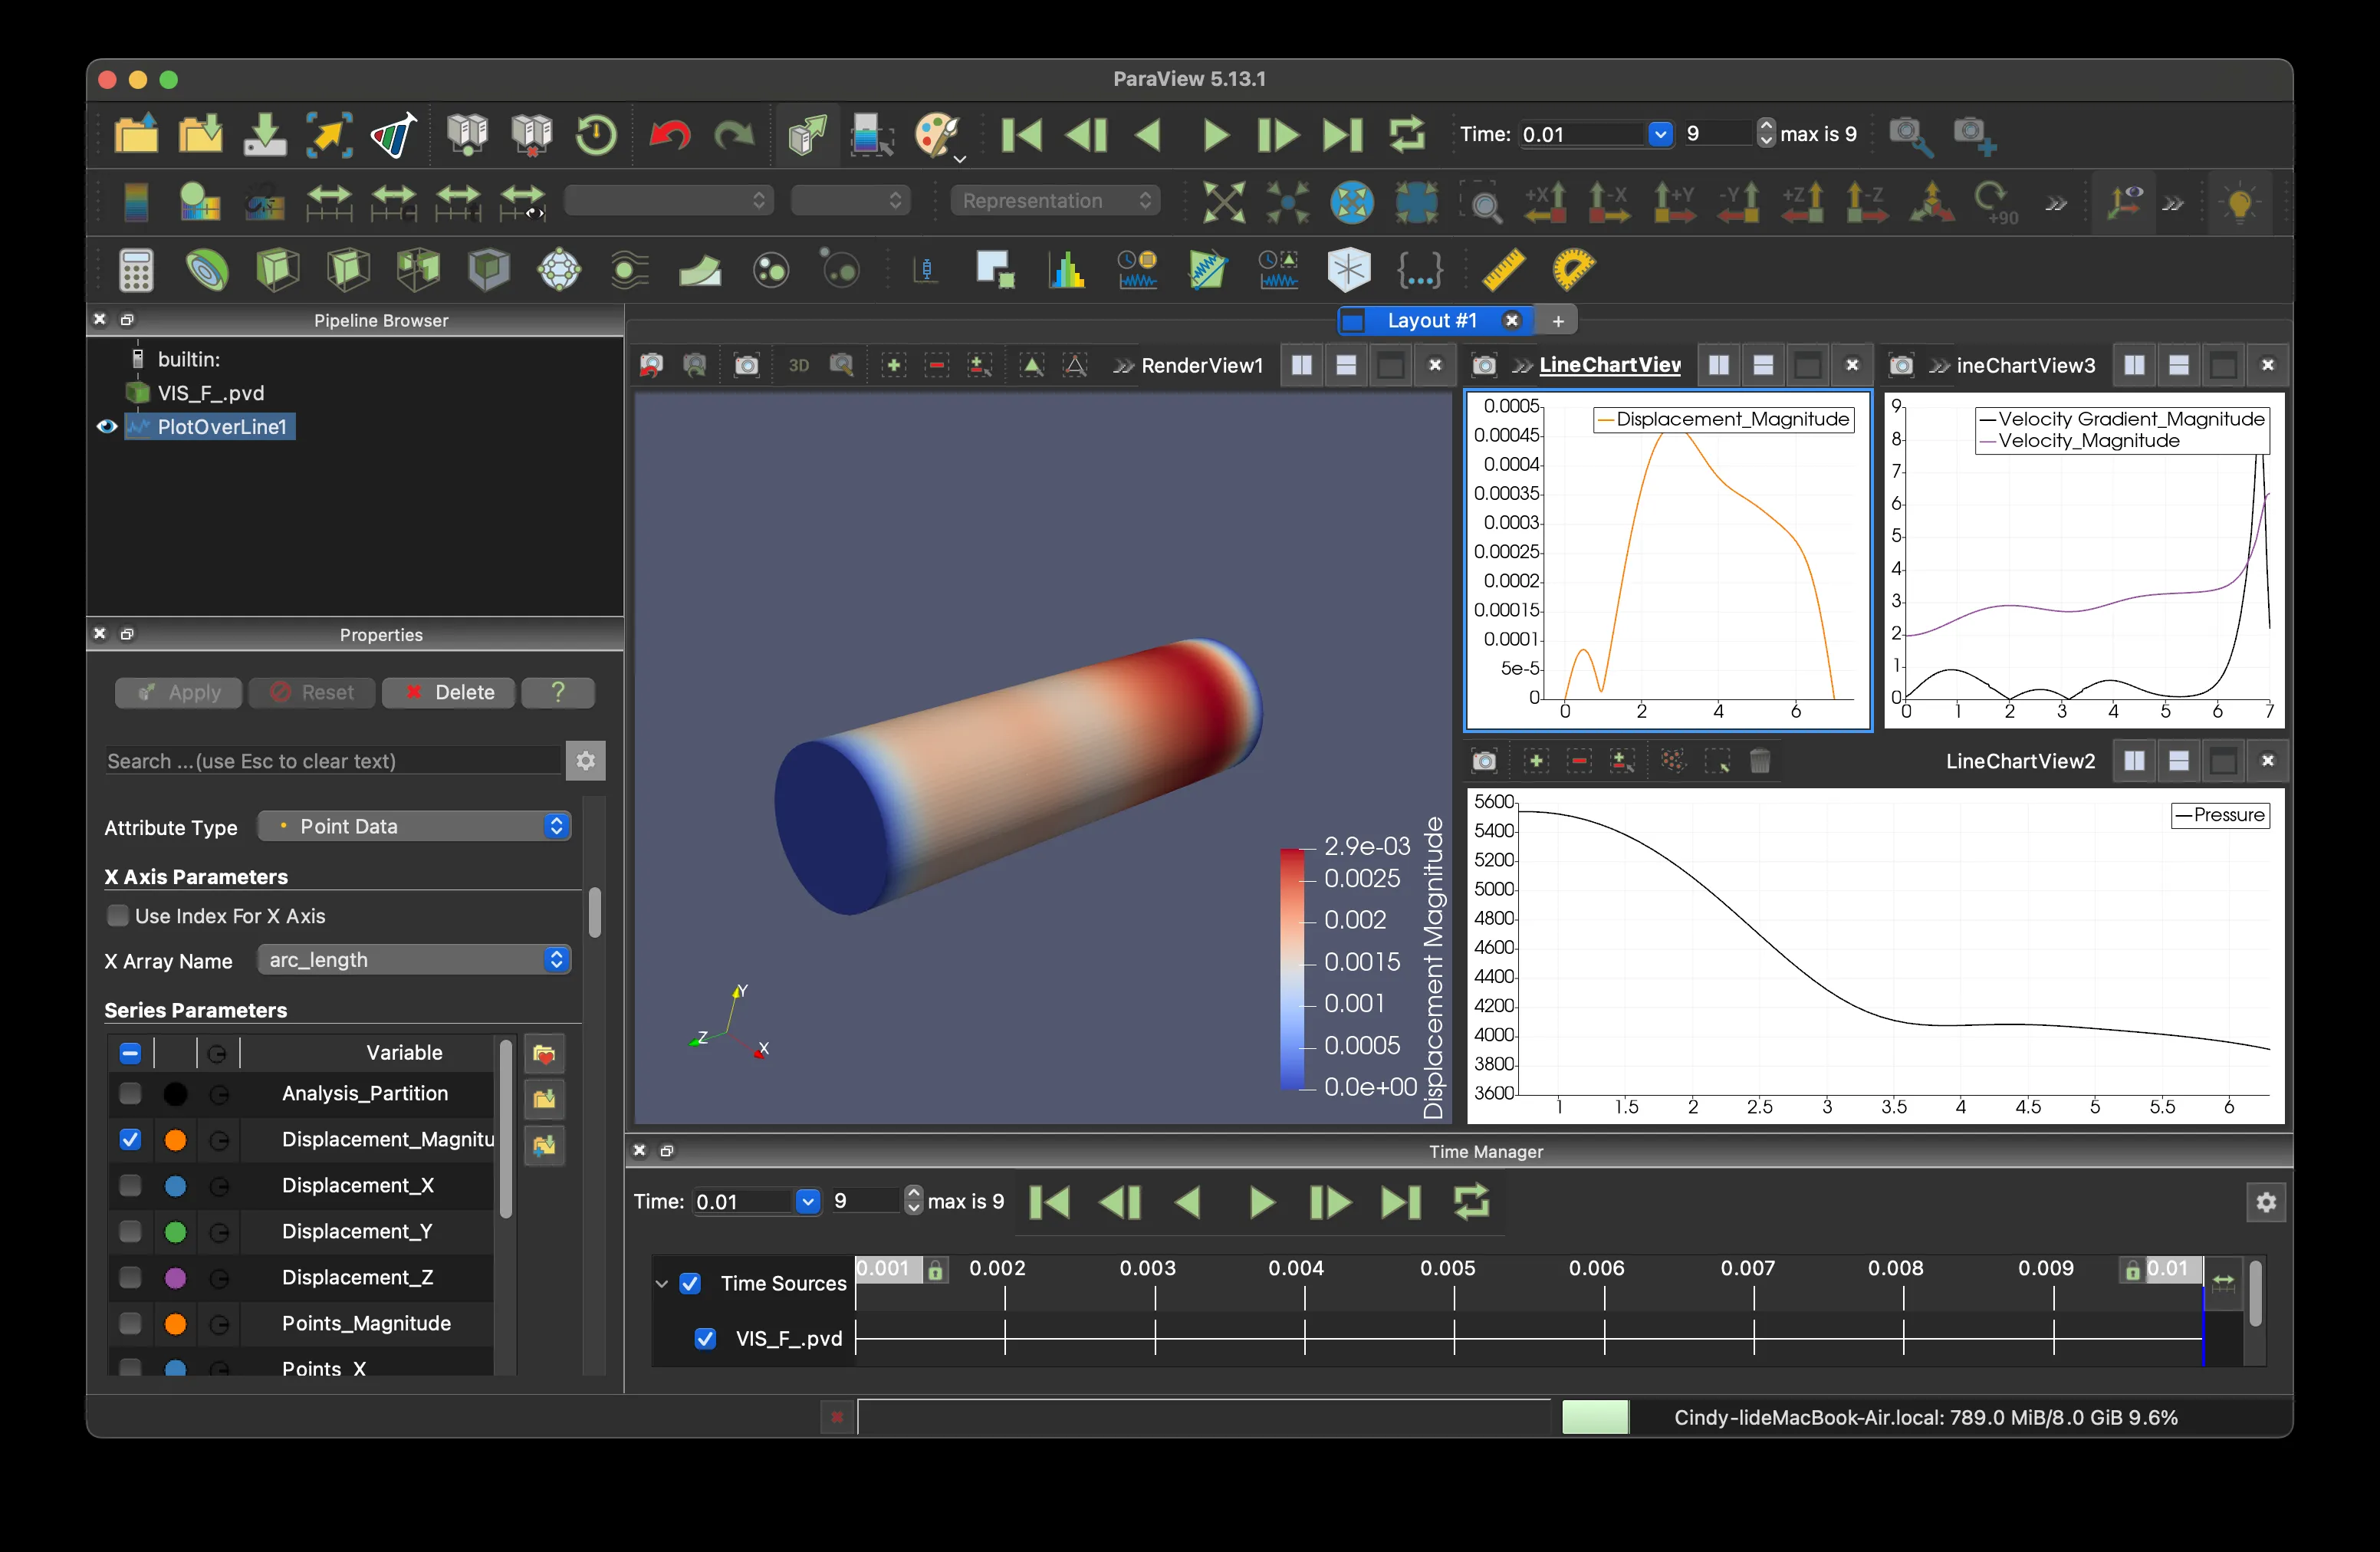 ParaView 5.13.1
Time: 0.01 9 max is 9
Representation
+X -X +Y -Y +Z -Z +90
Pipeline Browser
builtin:
VIS_F_.pvd
PlotOverLine1
Properties
Apply Reset Delete ?
Search ... (use Esc to clear text)
Attribute Type Point Data
X Axis Parameters
Use Index For X Axis
X Array Name arc_length
Series Parameters
Variable
Analysis_Partition
Displacement_Magnitu
Displacement_X
Displacement_Y
Displacement_Z
Points_Magnitude
Points_X
Layout #1 +
3D RenderView1
Y
Z
X
2.9e-03
0.0025
0.002
0.0015
0.001
0.0005
0.0e+00
Displacement Magnitude
LineChartView
Displacement_Magnitude
0.0005
0.00045
0.0004
0.00035
0.0003
0.00025
0.0002
0.00015
0.0001
5e-5
0
0 2 4 6
ineChartView3
Velocity Gradient_Magnitude
Velocity_Magnitude
9
8
7
6
5
4
3
2
1
0
0 1 2 3 4 5 6 7
LineChartView2
Pressure
5600
5400
5200
5000
4800
4600
4400
4200
4000
3800
3600
1 1.5 2 2.5 3 3.5 4 4.5 5 5.5 6
Time Manager
Time: 0.01 9 max is 9
Time Sources 0.001 0.002 0.003 0.004 0.005 0.006 0.007 0.008 0.009 0.01
VIS_F_.pvd
Cindy-lideMacBook-Air.local: 789.0 MiB/8.0 GiB 9.6%